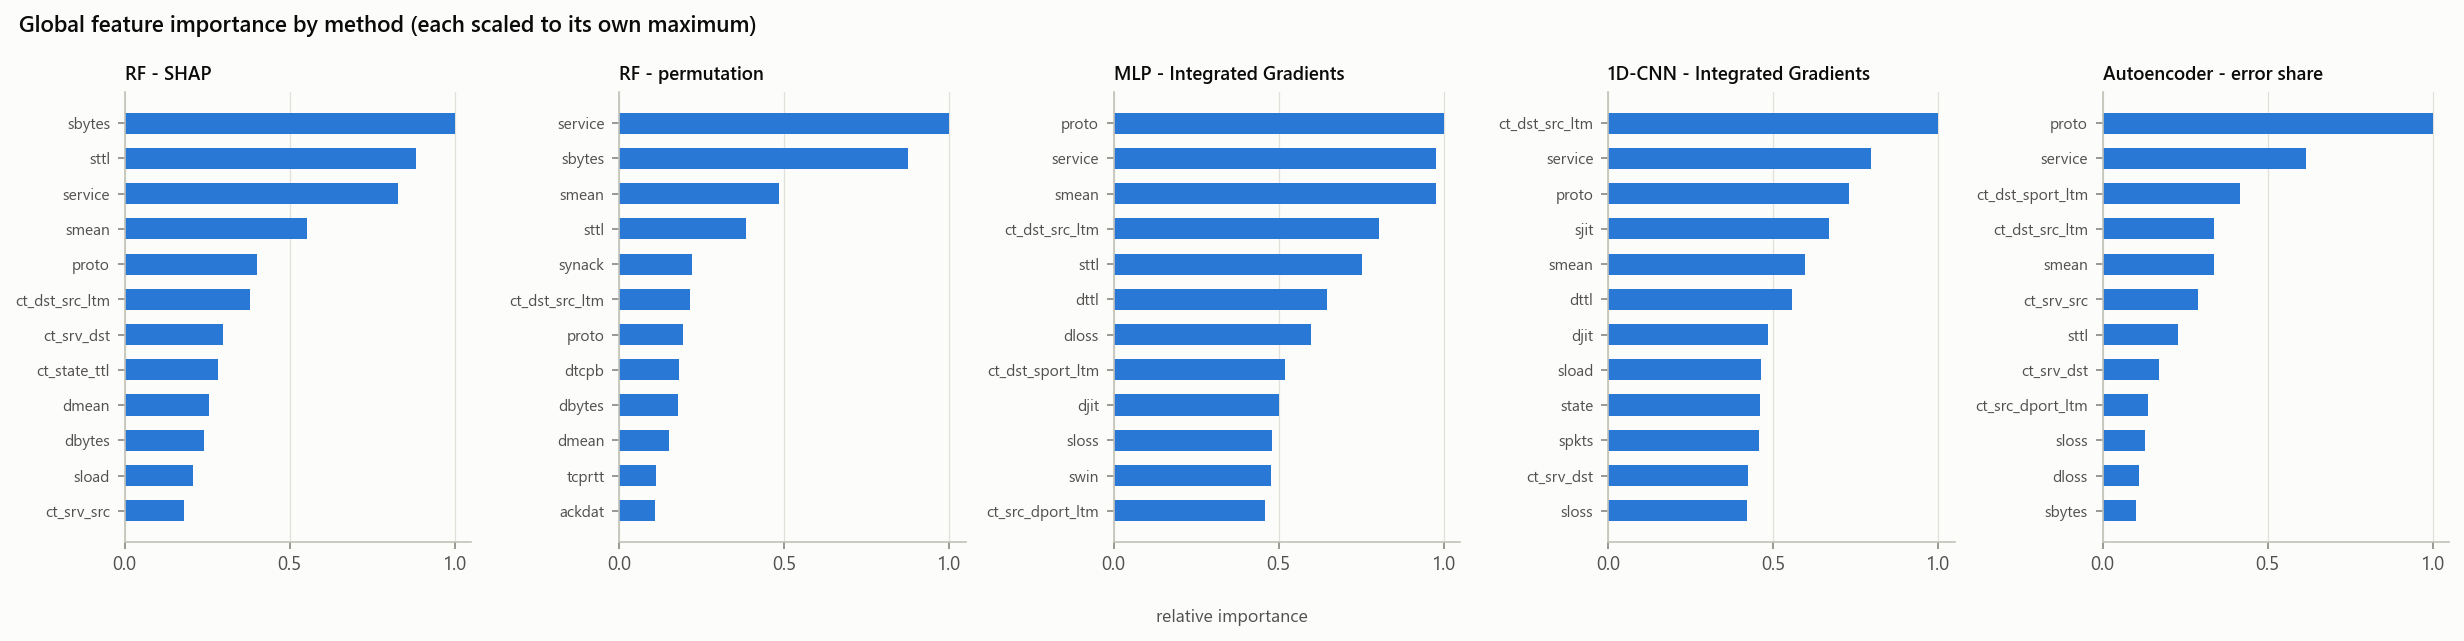 Global feature importance by method (each scaled to its own maximum)
RF - SHAP
sbytes
sttl
service
smean
proto
ct_dst_src_ltm
ct_srv_dst
ct_state_ttl
dmean
dbytes
sload
ct_srv_src
0.0 0.5 1.0
RF - permutation
service
sbytes
smean
sttl
synack
ct_dst_src_ltm
proto
dtcpb
dbytes
dmean
tcprtt
ackdat
0.0 0.5 1.0
MLP - Integrated Gradients
proto
service
smean
ct_dst_src_ltm
sttl
dttl
dloss
ct_dst_sport_ltm
djit
sloss
swin
ct_src_dport_ltm
0.0 0.5 1.0
1D-CNN - Integrated Gradients
ct_dst_src_ltm
service
proto
sjit
smean
dttl
djit
sload
state
spkts
ct_srv_dst
sloss
0.0 0.5 1.0
Autoencoder - error share
proto
service
ct_dst_sport_ltm
ct_dst_src_ltm
smean
ct_srv_src
sttl
ct_srv_dst
ct_src_dport_ltm
sloss
dloss
sbytes
0.0 0.5 1.0
relative importance